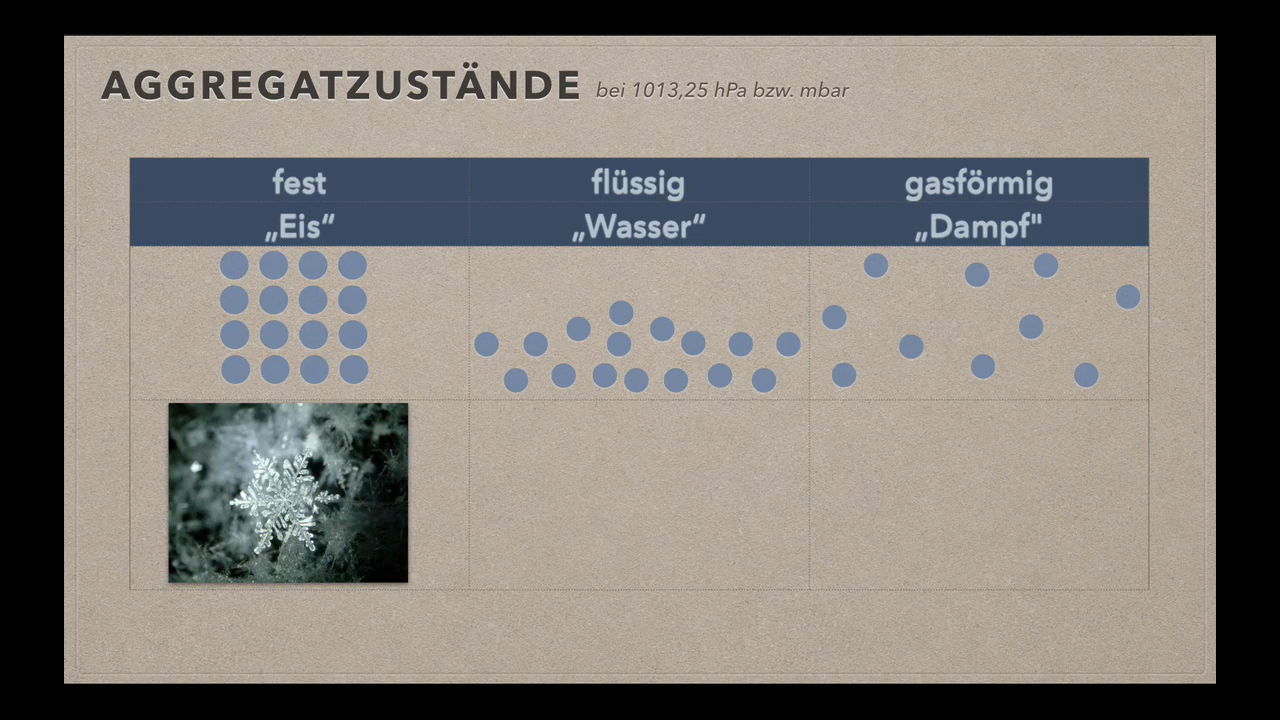 AGGREGATZUSTÄNDE bei 1013,25 hPa bzw. mbar
fest flüssig gasförmig
„Eis“ „Wasser“ „Dampf"